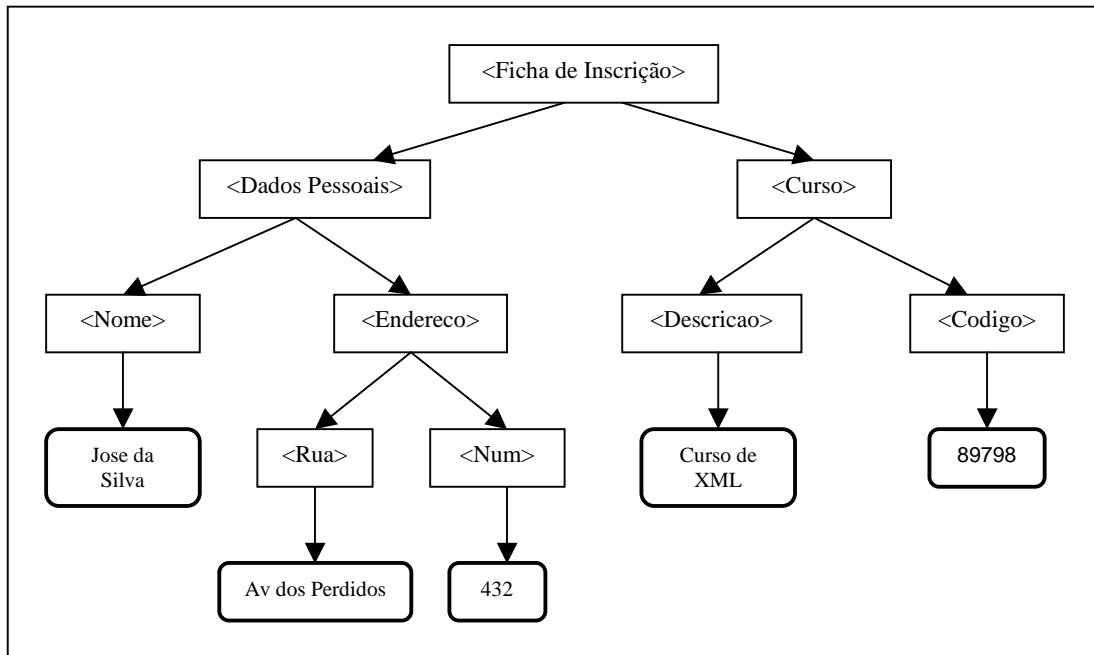 <Ficha de Inscrição>
<Dados Pessoais>
<Curso>
<Nome>
<Endereco>
<Descricao>
<Codigo>
Jose da
Silva
<Rua>
<Num>
Curso de
XML
89798
Av dos Perdidos
432